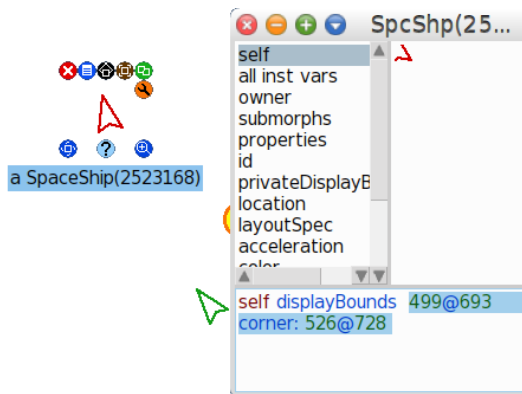 SpcShp(25...
self
all inst vars
owner
submorphs
properties
id
privateDisplayB
location
layoutSpec
acceleration
color
?
a SpaceShip(2523168)
self displayBounds 499@693
corner: 526@728